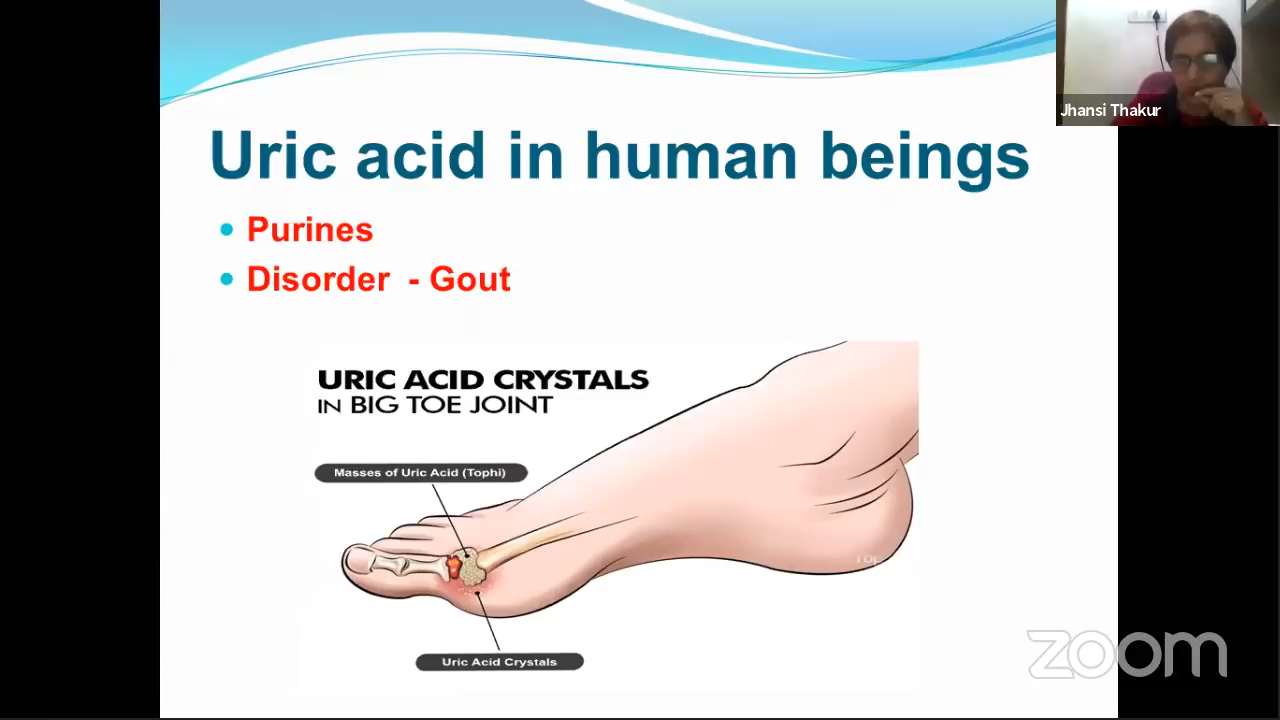 Jhansi Thakur
Uric acid in human beings
Purines
Disorder - Gout
URIC ACID CRYSTALS
IN BIG TOE JOINT
Masses of Uric Acid (Tophi)
Uric Acid Crystals
zoom